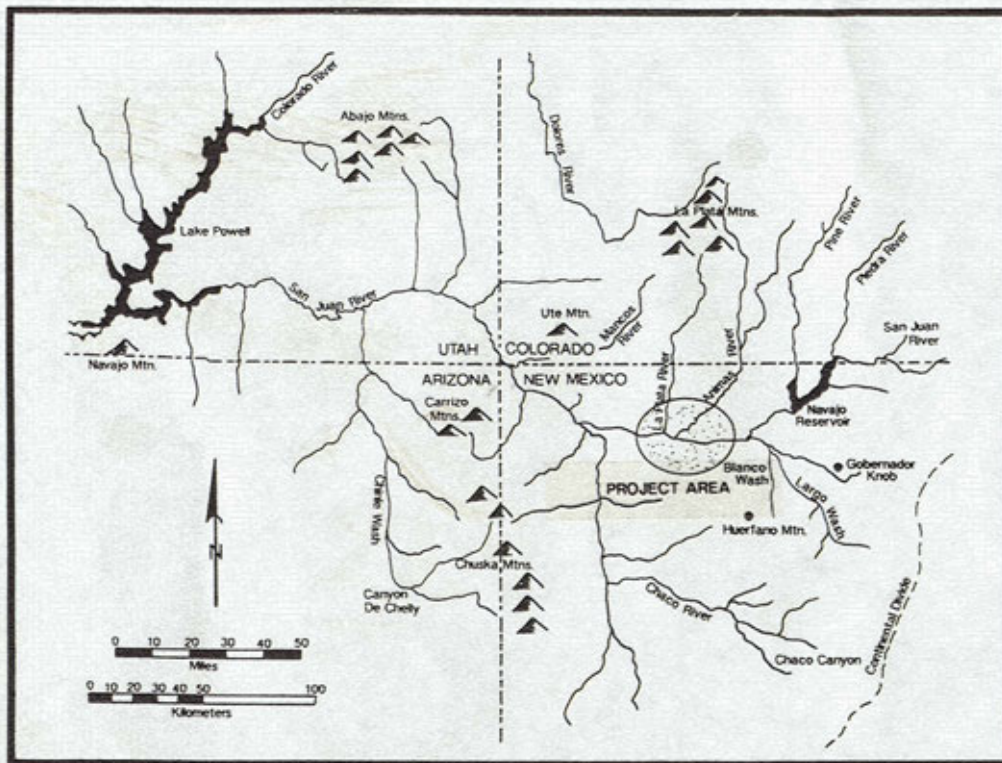 Colorado River
Abajo Mtns.
Dolores River
La Plata Mtns.
Pine River
Piedra River
Lake Powell
San Juan River
Ute Mtn.
Mancos
River
San Juan
River
UTAH COLORADO
Navajo Mtn.
ARIZONA NEW MEXICO
La Plata River
Animas River
Carrizo
Mtns.
Navajo
Reservoir
Blanco
Wash
Gobernador
Knob
PROJECT AREA
Largo
Wash
Huerfano Mtn.
Chinle Wash
N
Chuska Mtns.
Canyon
De Chelly
Chaco
River
Chaco Canyon
Continental Divide
0 10 20 30 40 50
Miles
0 10 20 30 40 50 100
Kilometers